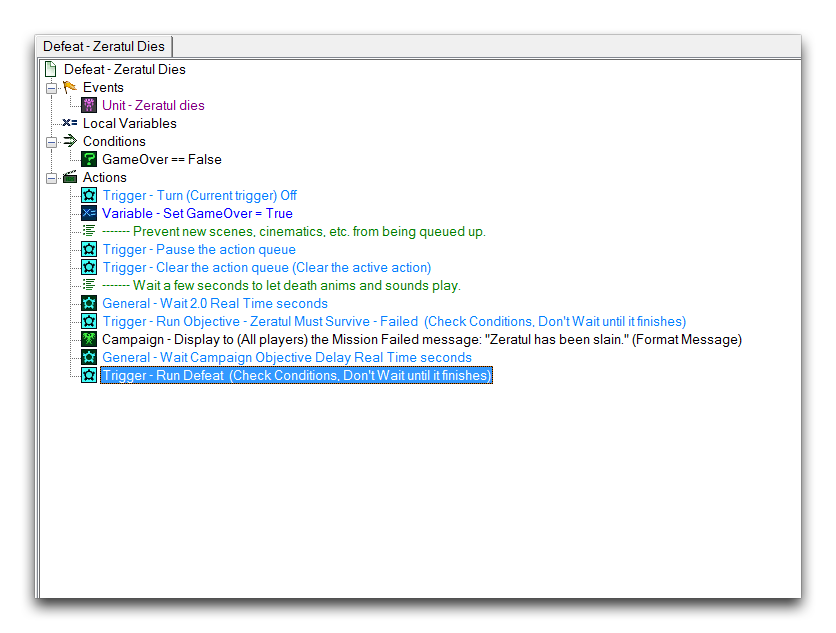 Defeat - Zeratul Dies
Defeat - Zeratul Dies
Events
Unit - Zeratul dies
x= Local Variables
Conditions
? GameOver == False
Actions
Trigger - Turn (Current trigger) Off
x= Variable - Set GameOver = True
------- Prevent new scenes, cinematics, etc. from being queued up.
Trigger - Pause the action queue
Trigger - Clear the action queue (Clear the active action)
------- Wait a few seconds to let death anims and sounds play.
General - Wait 2.0 Real Time seconds
Trigger - Run Objective - Zeratul Must Survive - Failed  (Check Conditions, Don't Wait until it finishes)
Campaign - Display to (All players) the Mission Failed message: "Zeratul has been slain." (Format Message)
General - Wait Campaign Objective Delay Real Time seconds
Trigger - Run Defeat  (Check Conditions, Don't Wait until it finishes)